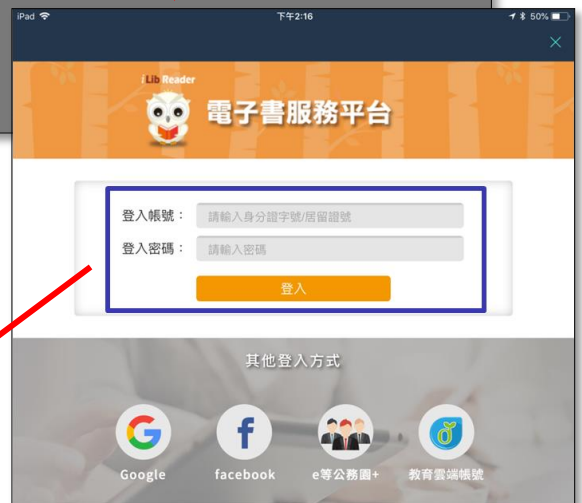 iPad 下午2:16 50%
iLib Reader
電子書服務平台
登入帳號： 請輸入身分證字號/居留證號
登入密碼： 請輸入密碼
登入
其他登入方式
Google facebook e等公務園+ 教育雲端帳號